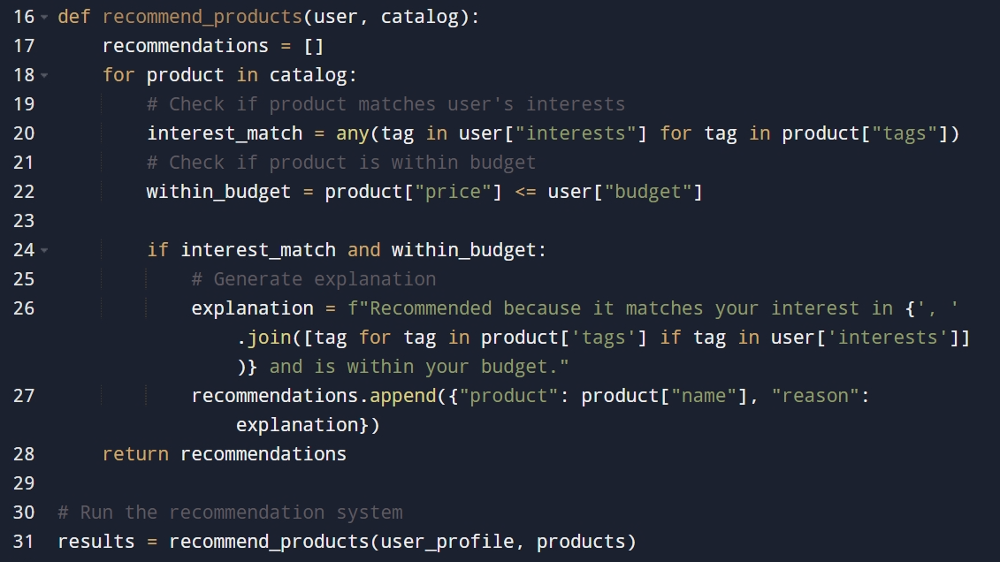 16 def recommend_products(user, catalog):
17     recommendations = []
18     for product in catalog:
19         # Check if product matches user's interests
20         interest_match = any(tag in user["interests"] for tag in product["tags"])
21         # Check if product is within budget
22         within_budget = product["price"] <= user["budget"]
23
24         if interest_match and within_budget:
25             # Generate explanation
26             explanation = f"Recommended because it matches your interest in {', '
                .join([tag for tag in product['tags'] if tag in user['interests']]
                )} and is within your budget."
27             recommendations.append({"product": product["name"], "reason":
                explanation})
28     return recommendations
29
30 # Run the recommendation system
31 results = recommend_products(user_profile, products)